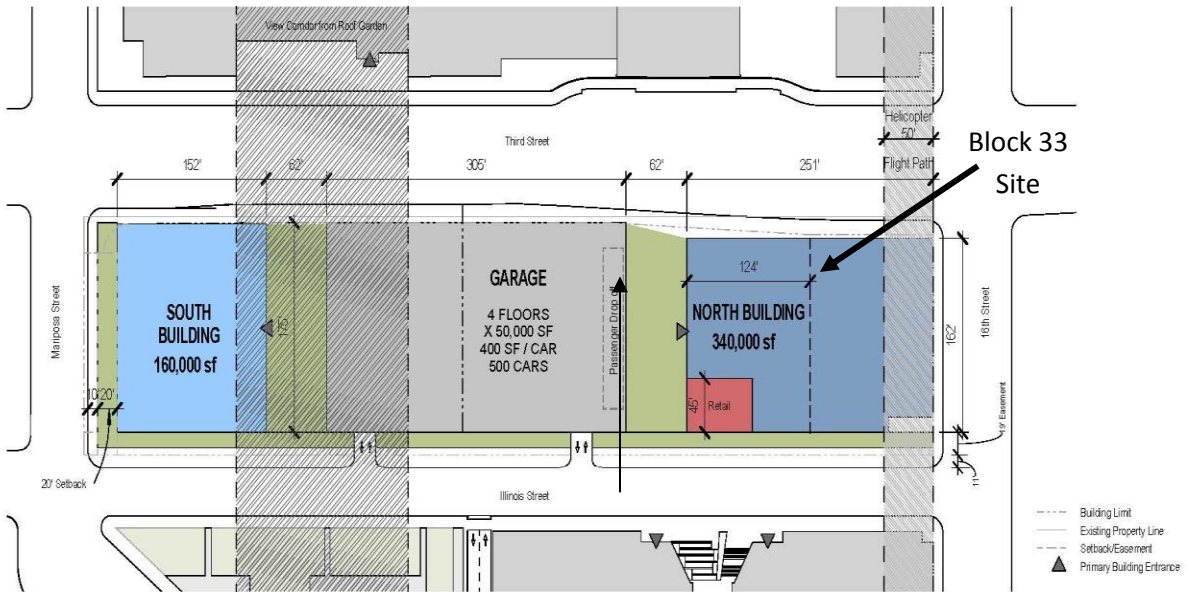 View Corridor from Roof Garden
Helicopter
50'
Flight Path
Block 33
Site
Third Street
152'
62'
305'
62'
251'
Mariposa Street
SOUTH
BUILDING
160,000 sf
175'
GARAGE
4 FLOORS
X 50,000 SF
400 SF / CAR
500 CARS
Passenger Drop off
124'
NORTH BUILDING
340,000 sf
45'
Retail
162'
16th Street
10'
20'
19' Easement
11'
20' Setback
Illinois Street
Building Limit
Existing Property Line
Setback/Easement
Primary Building Entrance